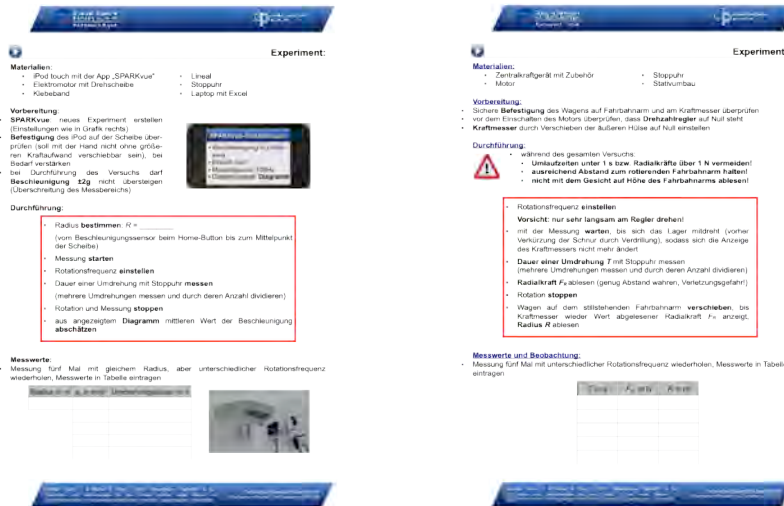 Experiment:
Materialien:
• iPod touch mit der App „SPARKvue"
• Elektromotor mit Drehscheibe
• Klebeband
• Lineal
• Stoppuhr
• Laptop mit Excel
Vorbereitung:
• SPARKvue: neues Experiment erstellen
(Einstellungen wie in Grafik rechts)
• Befestigung des iPod auf der Scheibe über-
prüfen (soll mit der Hand nicht ohne größe-
ren Kraftaufwand verschiebbar sein), bei
Bedarf verstärken
• bei Durchführung des Versuchs darf
Beschleunigung ±2g nicht übersteigen
(Überschreitung des Messbereichs)
Durchführung:
• Radius bestimmen: R = ________
(vom Beschleunigungssensor beim Home-Button bis zum Mittelpunkt
der Scheibe)
• Messung starten
• Rotationsfrequenz einstellen
• Dauer einer Umdrehung mit Stoppuhr messen
(mehrere Umdrehungen messen und durch deren Anzahl dividieren)
• Rotation und Messung stoppen
• aus angezeigtem Diagramm mittleren Wert der Beschleunigung
abschätzen
Messwerte:
• Messung fünf Mal mit gleichem Radius, aber unterschiedlicher Rotationsfrequenz
wiederholen, Messwerte in Tabelle eintragen
Experiment:
Materialien:
• Zentralkraftgerät mit Zubehör
• Motor
• Stoppuhr
• Stativumbau
Vorbereitung:
• Sichere Befestigung des Wagens auf Fahrbahnarm und am Kraftmesser überprüfen
• vor dem Einschalten des Motors überprüfen, dass Drehzahlregler auf Null steht
• Kraftmesser durch Verschieben der äußeren Hülse auf Null einstellen
Durchführung:
• während des gesamten Versuchs:
• Umlaufzeiten unter 1 s bzw. Radialkräfte über 1 N vermeiden!
• ausreichend Abstand zum rotierenden Fahrbahnarm halten!
• nicht mit dem Gesicht auf Höhe des Fahrbahnarms ablesen!
• Rotationsfrequenz einstellen
Vorsicht: nur sehr langsam am Regler drehen!
• mit der Messung warten, bis sich das Lager mitdreht (vorher
Verkürzung der Schnur durch Verdrillung), sodass sich die Anzeige
des Kraftmessers nicht mehr ändert
• Dauer einer Umdrehung T mit Stoppuhr messen
(mehrere Umdrehungen messen und durch deren Anzahl dividieren)
• Radialkraft ablesen (genug Abstand wahren, Verletzungsgefahr!)
• Rotation stoppen
• Wagen auf dem stillstehenden Fahrbahnarm verschieben, bis
Kraftmesser wieder Wert abgelesener Radialkraft anzeigt,
Radius R ablesen
Messwerte und Beobachtung:
• Messung fünf Mal mit unterschiedlicher Rotationsfrequenz wiederholen, Messwerte in Tabelle
eintragen